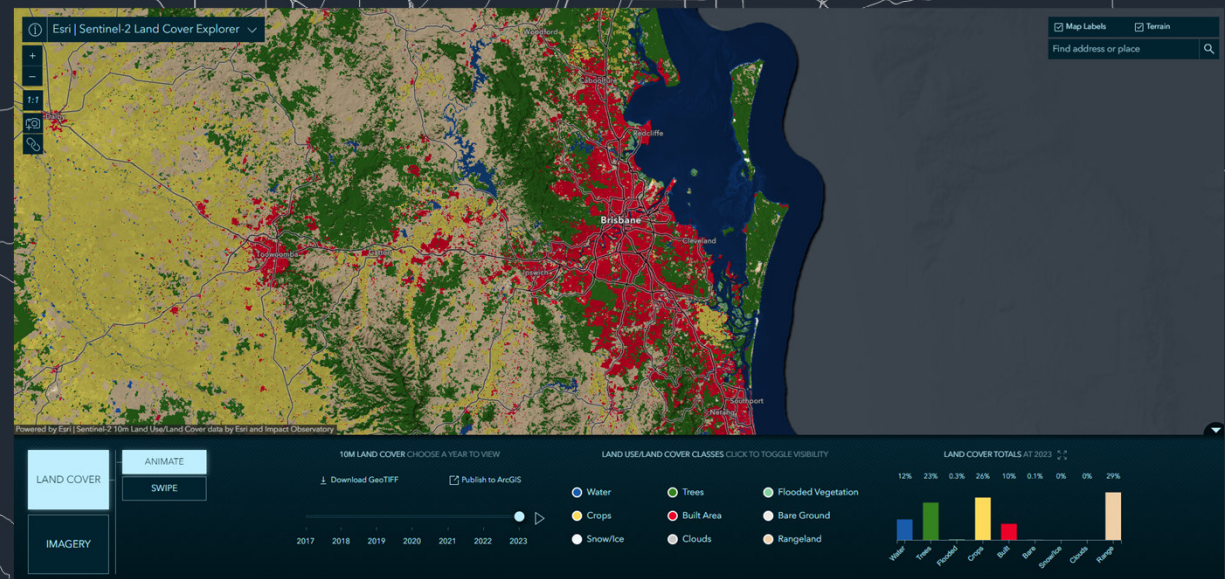 Esri | Sentinel-2 Land Cover Explorer
Map Labels
Terrain
Find address or place
+
−
1:1
Woodford
Caboolture
Redcliffe
Dalby
Brisbane
Cleveland
Toowoomba
Gatton
Ipswich
Southport
Nerang
Powered by Esri | Sentinel-2 10m Land Use/Land Cover data by Esri and Impact Observatory
LAND COVER
ANIMATE
SWIPE
IMAGERY
10M LAND COVER CHOOSE A YEAR TO VIEW
Download GeoTIFF
Publish to ArcGIS
2017 2018 2019 2020 2021 2022 2023
LAND USE/LAND COVER CLASSES CLICK TO TOGGLE VISIBILITY
Water Trees Flooded Vegetation
Crops Built Area Bare Ground
Snow/Ice Clouds Rangeland
LAND COVER TOTALS AT 2023
12% 23% 0.3% 26% 10% 0.1% 0% 0% 29%
Water Trees Flooded Crops Built Bare Snow/Ice Clouds Range